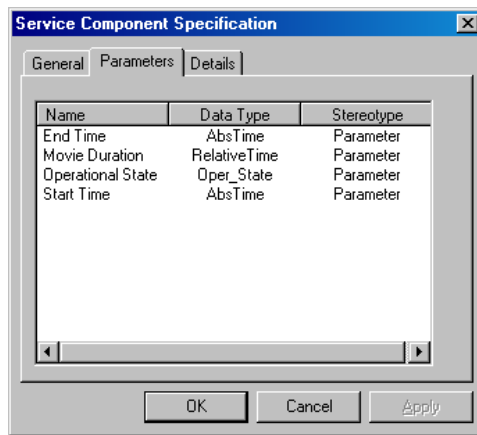 Service Component Specification
General Parameters Details
Name Data Type Stereotype
End Time AbsTime Parameter
Movie Duration RelativeTime Parameter
Operational State Oper_State Parameter
Start Time AbsTime Parameter
OK Cancel Apply